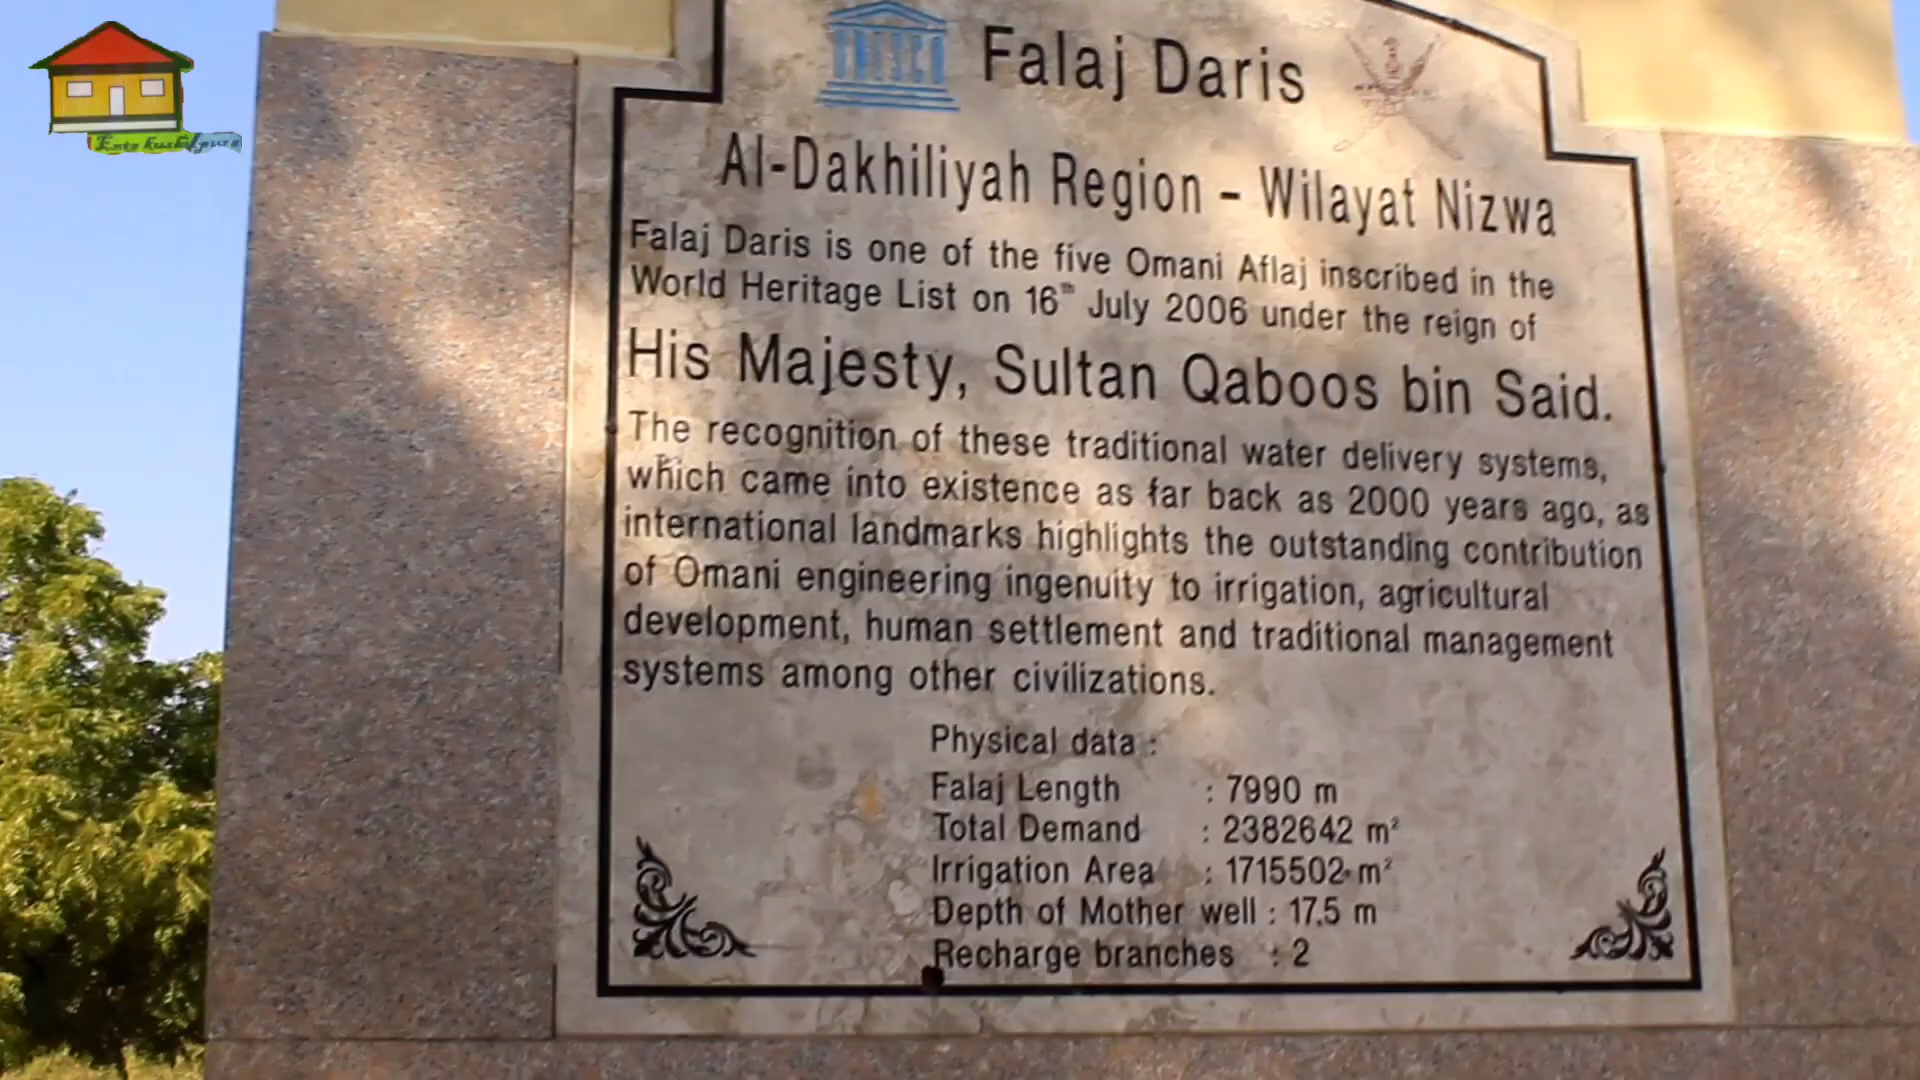 Ente kushelpura
UNESCO
Falaj Daris
Al-Dakhiliyah Region - Wilayat Nizwa
Falaj Daris is one of the five Omani Aflaj inscribed in the
World Heritage List on 16th July 2006 under the reign of
His Majesty, Sultan Qaboos bin Said.
The recognition of these traditional water delivery systems,
which came into existence as far back as 2000 years ago, as
international landmarks highlights the outstanding contribution
of Omani engineering ingenuity to irrigation, agricultural
development, human settlement and traditional management
systems among other civilizations.
Physical data :
Falaj Length : 7990 m
Total Demand : 2382642 m²
Irrigation Area : 1715502 m²
Depth of Mother well : 17.5 m
Recharge branches : 2